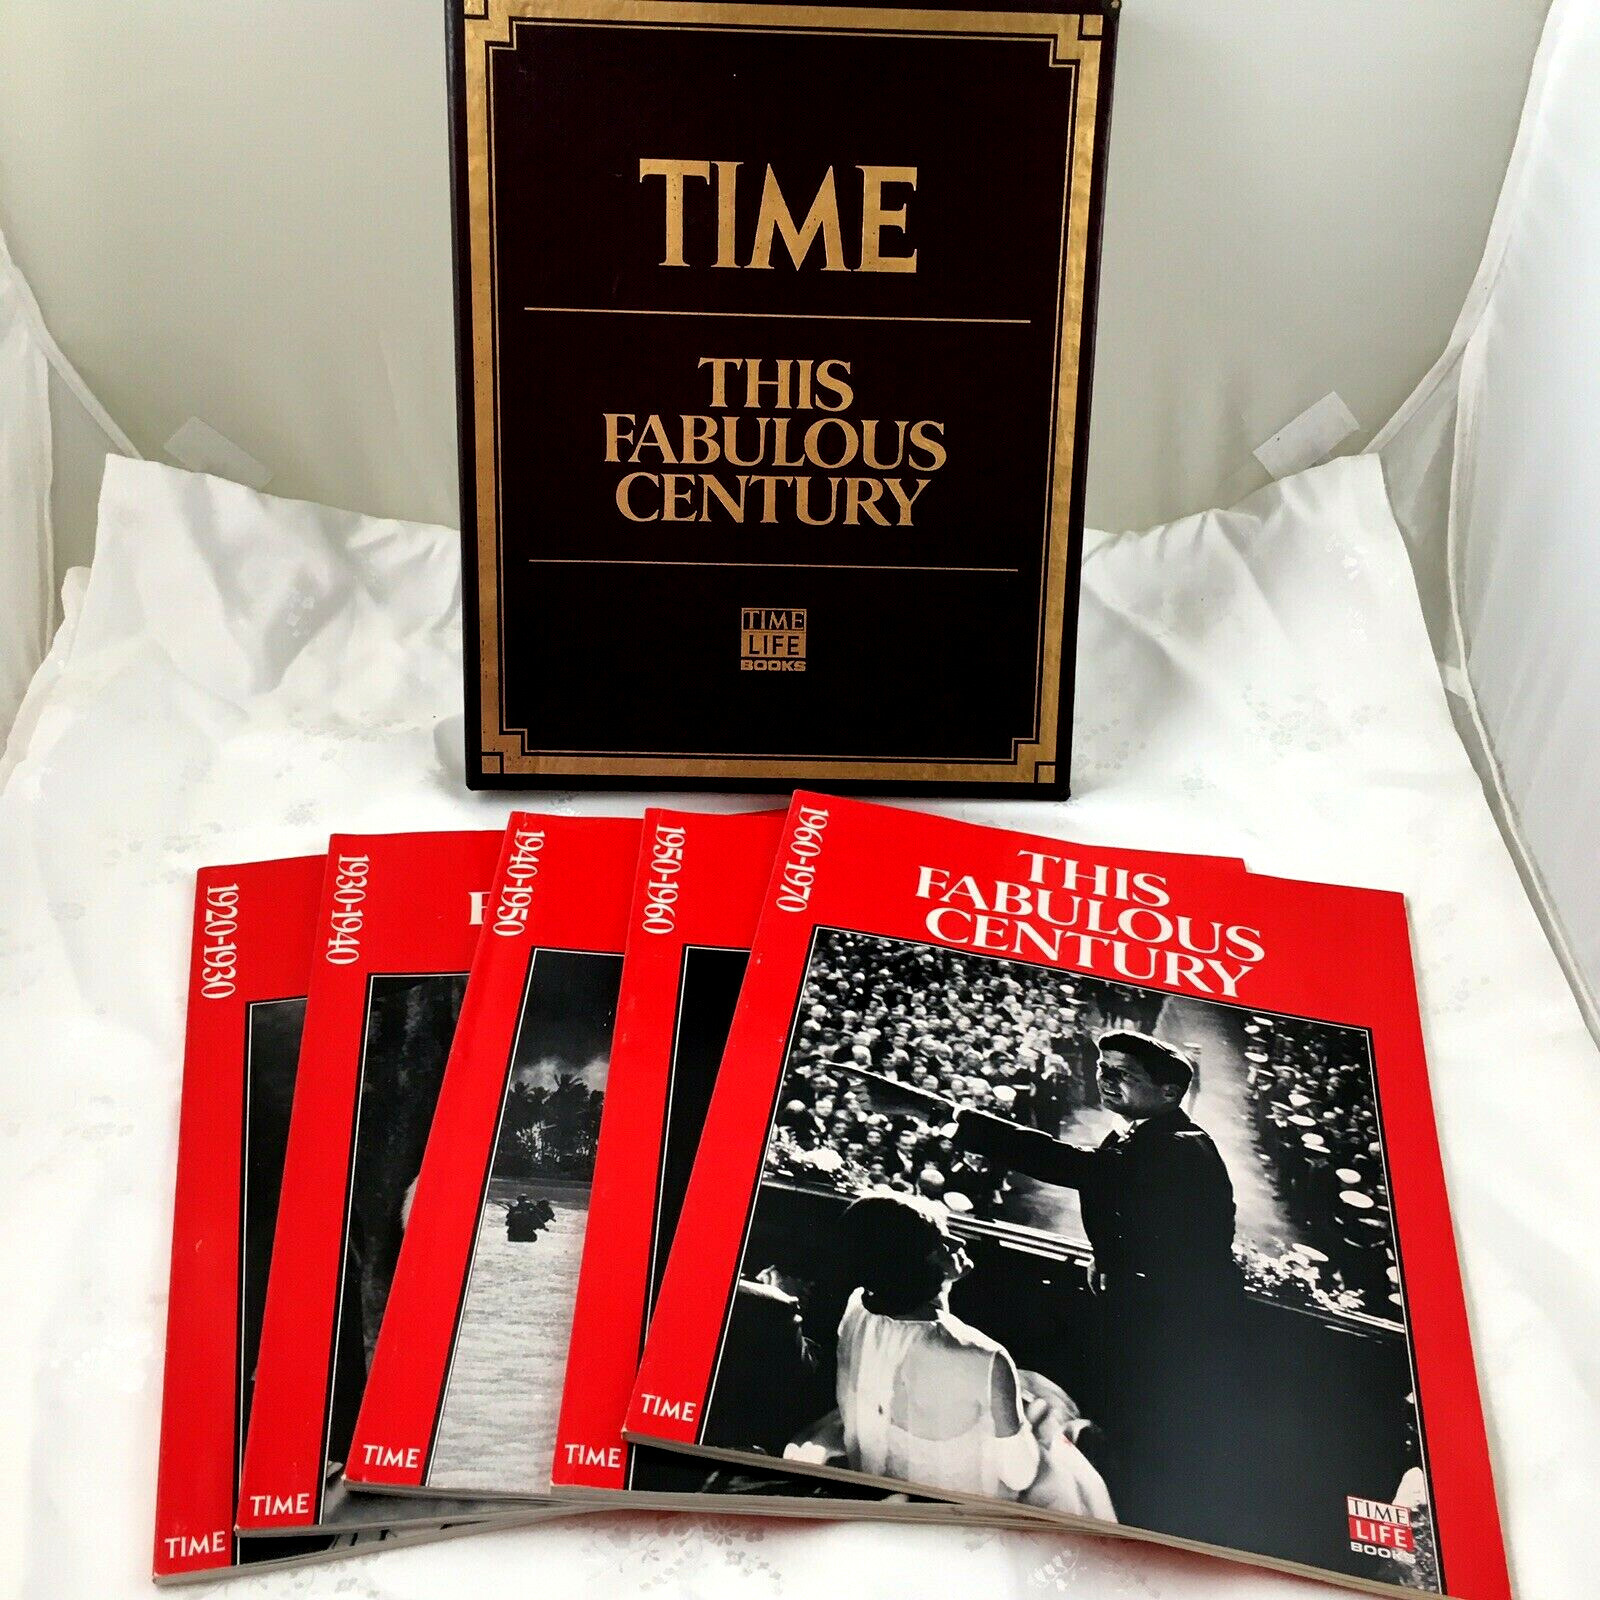 TIME
THIS
FABULOUS
CENTURY
TIME
LIFE
BOOKS
1920-1930
TIME
1930-1940
F
TIME
1940-1950
TIME
1950-1960
TIME
1960-1970
THIS
FABULOUS
CENTURY
TIME
TIME
LIFE
BOOKS